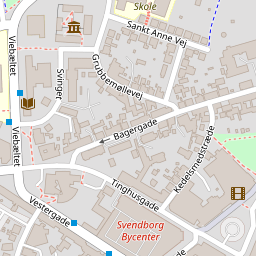 Skole
Sankt Anne Vej
Viebæltet
Grubbemøllevej
Svinget
Viebæltet
Bagergade
Kedelsmedstræde
Tinghusgade
Vestergade
Svendborg
Bycenter